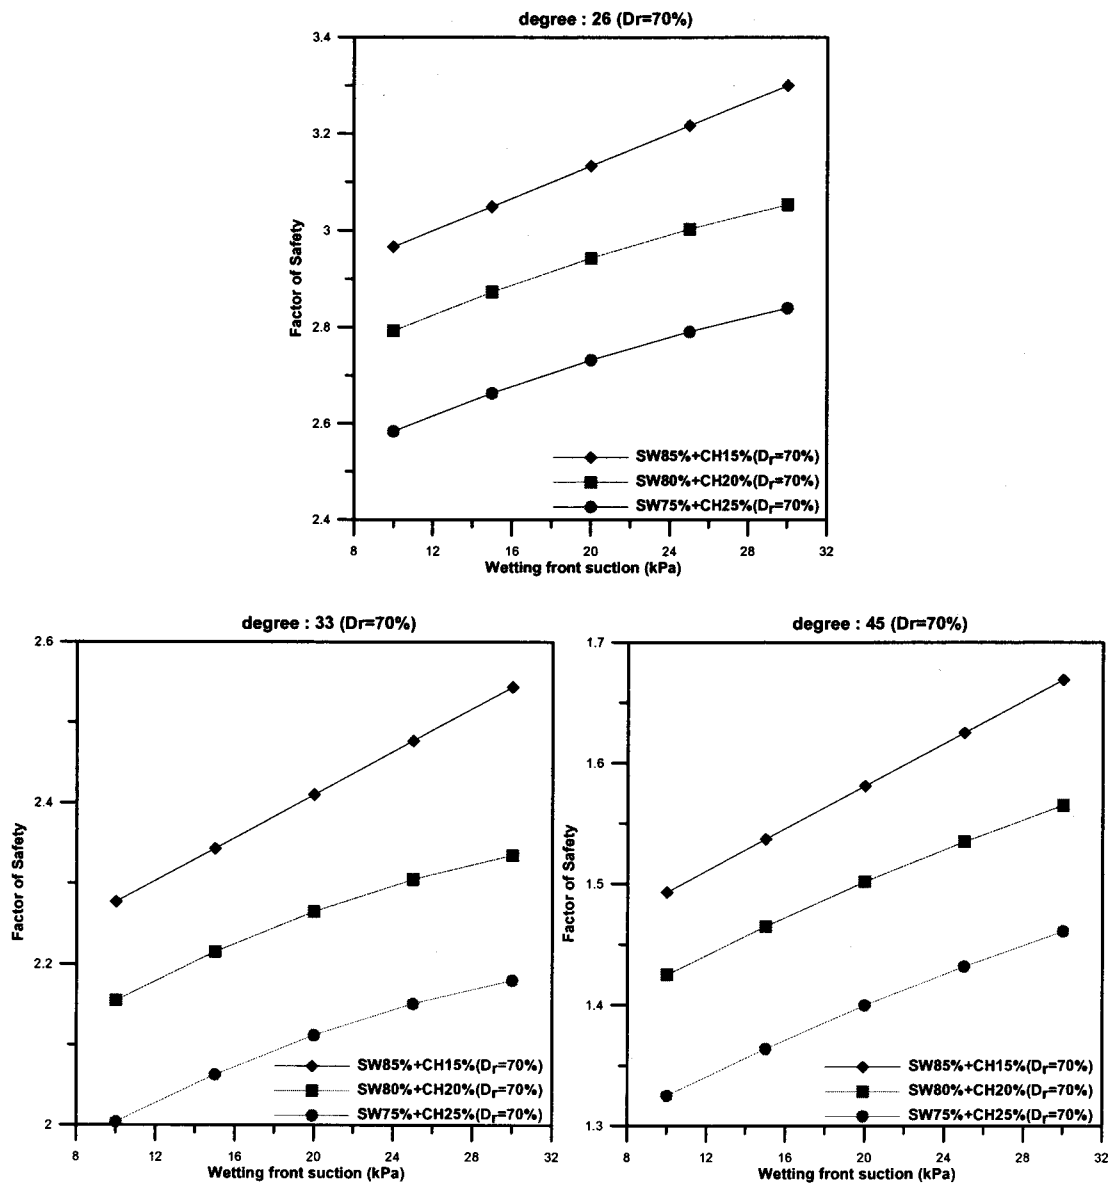 degree : 26 (Dr=70%)
3.4
3.2
3
2.8
2.6
2.4
Factor of Safety
SW85%+CH15%(Dr=70%)
SW80%+CH20%(Dr=70%)
SW75%+CH25%(Dr=70%)
8 12 16 20 24 28 32
Wetting front suction (kPa)
degree : 33 (Dr=70%)
2.6
2.4
2.2
2
Factor of Safety
SW85%+CH15%(Dr=70%)
SW80%+CH20%(Dr=70%)
SW75%+CH25%(Dr=70%)
8 12 16 20 24 28 32
Wetting front suction (kPa)
degree : 45 (Dr=70%)
1.7
1.6
1.5
1.4
1.3
Factor of Safety
SW85%+CH15%(Dr=70%)
SW80%+CH20%(Dr=70%)
SW75%+CH25%(Dr=70%)
8 12 16 20 24 28 32
Wetting front suction (kPa)